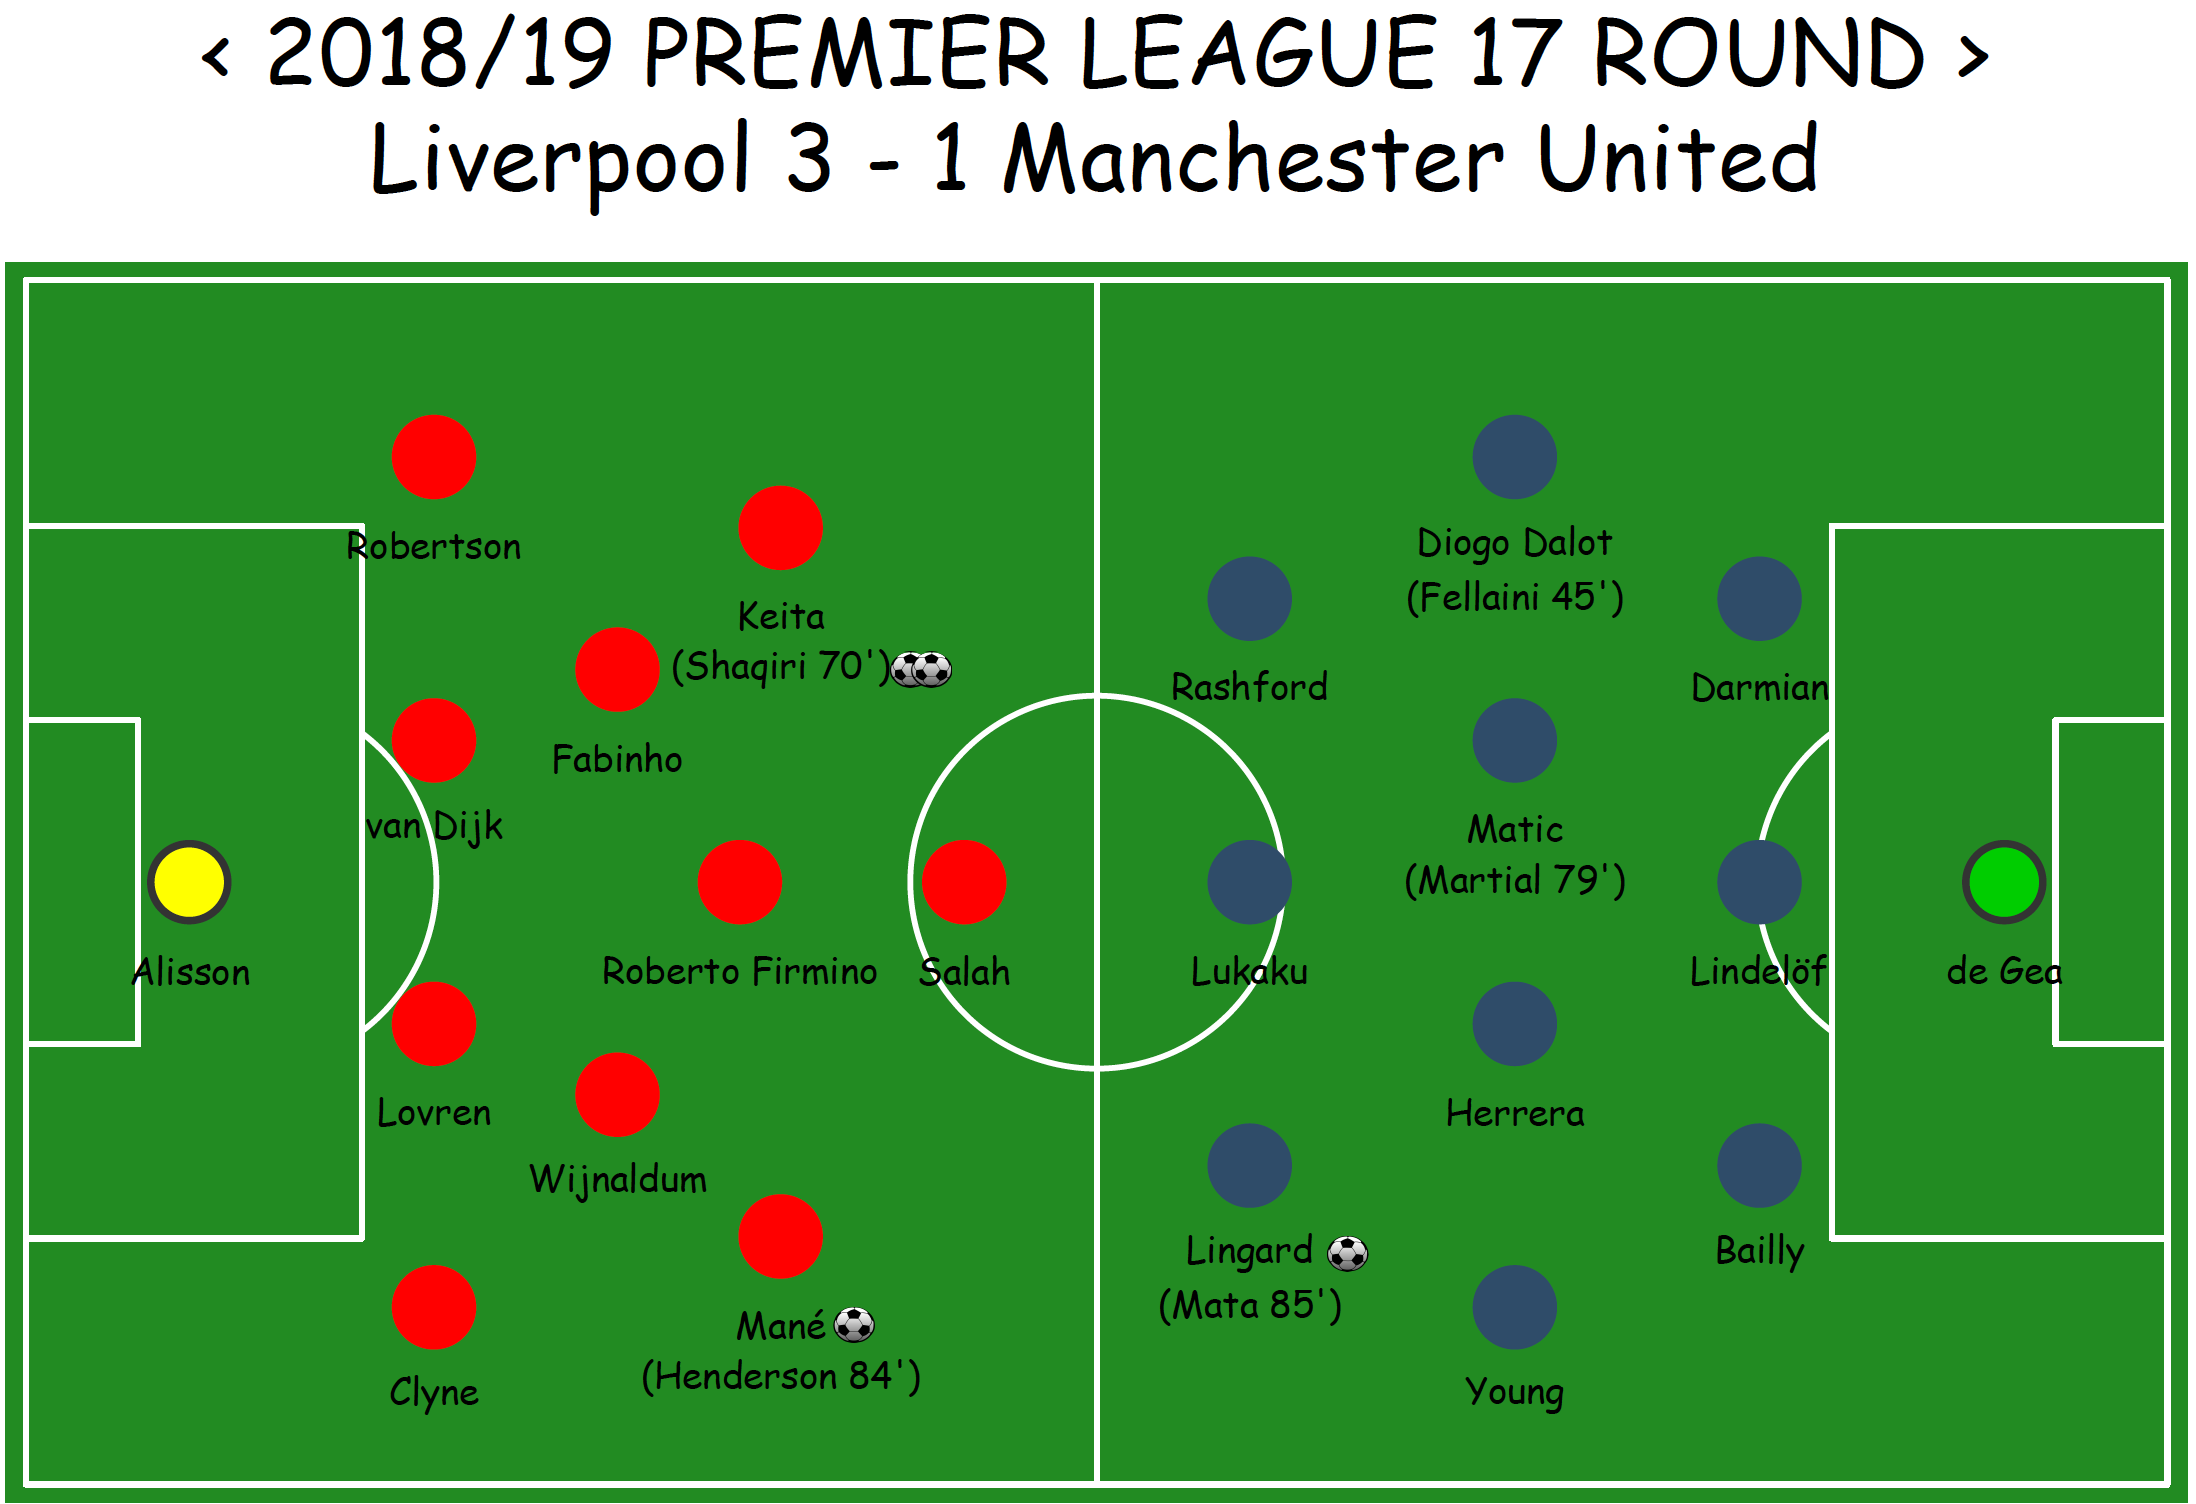 < 2018/19 PREMIER LEAGUE 17 ROUND >
Liverpool 3 - 1 Manchester United
Robertson
Keita
(Shaqiri 70')
Fabinho
van Dijk
Alisson
Roberto Firmino
Salah
Lovren
Wijnaldum
Mané
(Henderson 84')
Clyne
Diogo Dalot
(Fellaini 45')
Rashford
Darmian
Matic
(Martial 79')
Lukaku
Lindelöf
de Gea
Herrera
Lingard
(Mata 85')
Bailly
Young